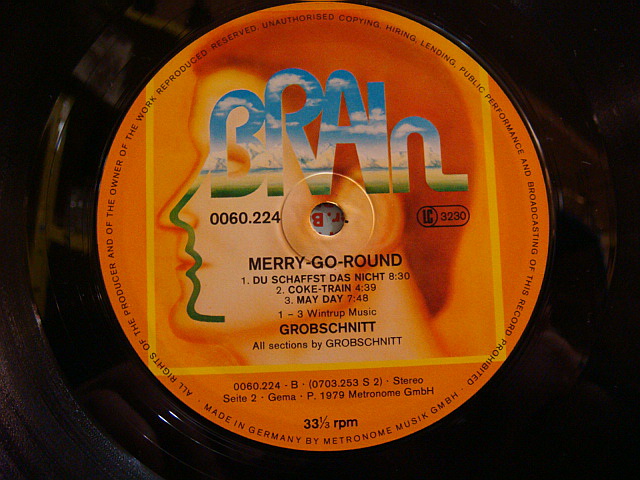 ALL RIGHTS OF THE PRODUCER AND OF THE OWNER OF THE WORK REPRODUCED RESERVED. UNAUTHORISED COPYING, HIRING, LENDING, PUBLIC PERFORMANCE AND BROADCASTING OF THIS RECORD PROHIBITED
BRAIn
0060.224
LC 3230
MERRY-GO-ROUND
1. DU SCHAFFST DAS NICHT 8:30
2. COKE-TRAIN 4:39
3. MAY DAY 7:48
1 – 3 Wintrup Music
GROBSCHNITT
All sections by GROBSCHNITT
0060.224 - B · (0703.253 S 2) · Stereo
Seite 2 · Gema · P. 1979 Metronome GmbH
33⅓ rpm
· MADE IN GERMANY BY METRONOME MUSIK GMBH ·